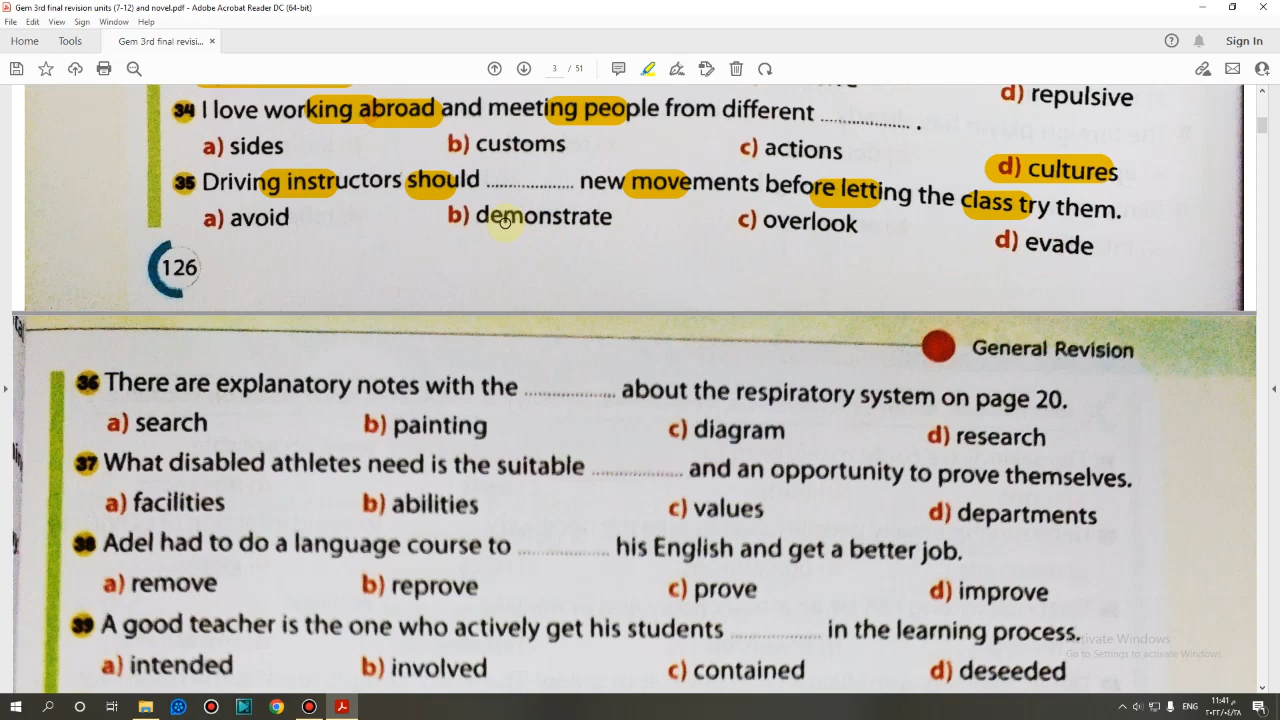 Gem 3rd final revision units (7-12) and novel.pdf - Adobe Acrobat Reader DC (64-bit)
File Edit View Sign Window Help
Home Tools Gem 3rd final revisi... × Sign In
3 / 51
d) repulsive
34 I love working abroad and meeting people from different .................... .
a) sides b) customs c) actions d) cultures
35 Driving instructors should .................... new movements before letting the class try them.
a) avoid b) demonstrate c) overlook d) evade
126
General Revision
36 There are explanatory notes with the .................... about the respiratory system on page 20.
a) search b) painting c) diagram d) research
37 What disabled athletes need is the suitable .................... and an opportunity to prove themselves.
a) facilities b) abilities c) values d) departments
38 Adel had to do a language course to .................... his English and get a better job.
a) remove b) reprove c) prove d) improve
39 A good teacher is the one who actively get his students .................... in the learning process.
a) intended b) involved c) contained d) deseeded
Activate Windows
Go to Settings to activate Windows.
ENG 11:41 م
٢٠٢٢/٠٤/٢٨